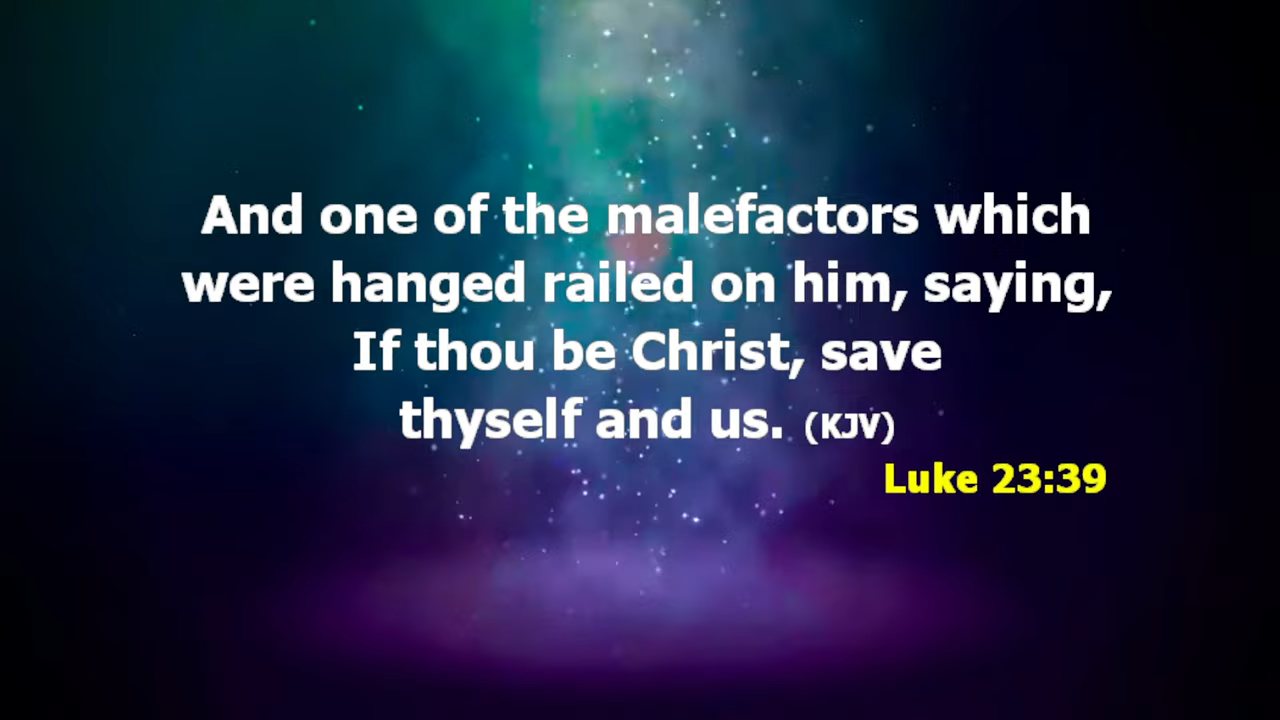 And one of the malefactors which
were hanged railed on him, saying,
If thou be Christ, save
thyself and us. (KJV)
Luke 23:39